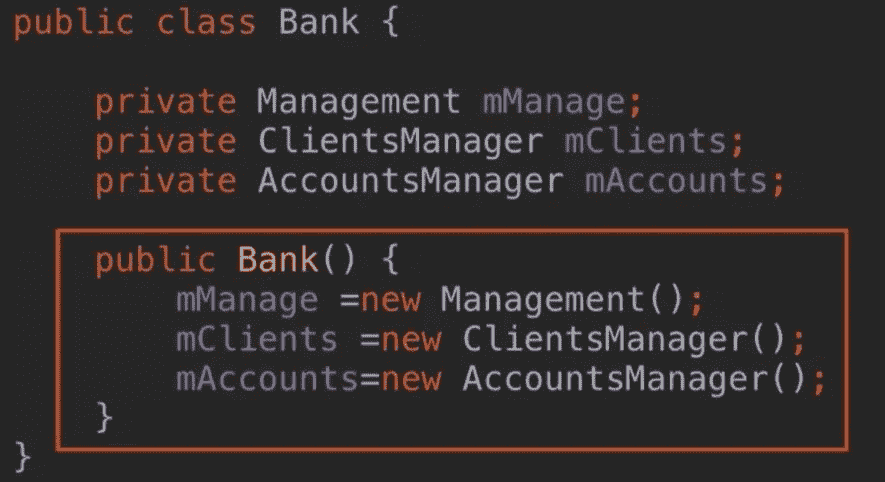 public class Bank {
private Management mManage;
private ClientsManager mClients;
private AccountsManager mAccounts;
public Bank() {
mManage =new Management();
mClients =new ClientsManager();
mAccounts=new AccountsManager();
}
}